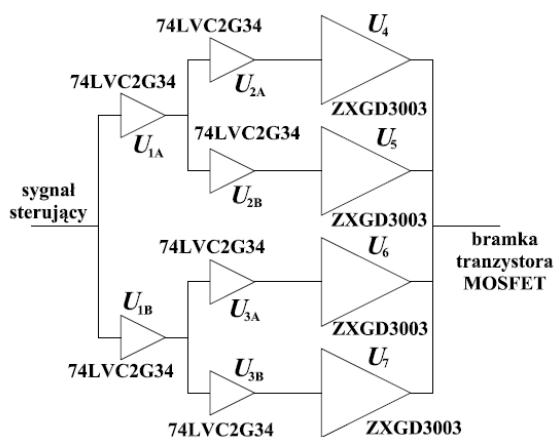 74LVC2G34
U4
74LVC2G34
U2A
ZXGD3003
U1A
74LVC2G34
U5
U2B
sygnał
sterujący
74LVC2G34
ZXGD3003
bramka
tranzystora
MOSFET
U6
U1B
U3A
ZXGD3003
74LVC2G34
U7
U3B
74LVC2G34
ZXGD3003